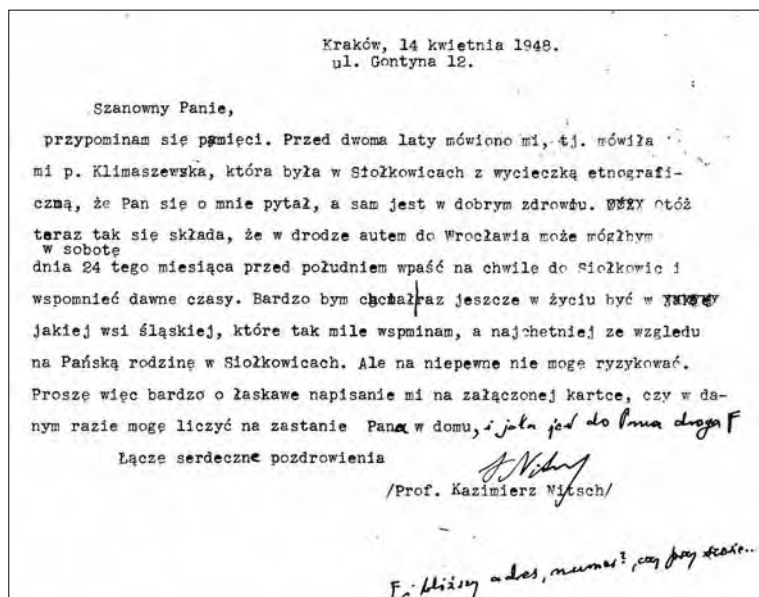 Kraków, 14 kwietnia 1948.
ul. Gontyna 12.
Szanowny Panie,
przypominam się pamięci. Przed dwoma laty mówiono mi, tj. mówiła
mi p. Klimaszewska, która była w Siołkowicach z wycieczką etnografi-
czną, że Pan się o mnie pytał, a sam jest w dobrym zdrowiu. otóż
teraz tak się składa, że w drodze autem do Wrocławia może mógłbym
w sobotę
dnia 24 tego miesiąca przed południem wpaść na chwilę do Siołkowic i
wspomnieć dawne czasy. Bardzo bym chciał raz jeszcze w życiu być w
jakiej wsi śląskiej, które tak mile wspminam, a najchętniej ze względu
na Pańską rodzinę w Siołkowicach. Ale na niepewne nie mogę ryzykować.
Proszę więc bardzo o łaskawe napisanie mi na załączonej kartce, czy w da-
nym razie mogę liczyć na zastanie Pana w domu, i jaka jest do Pana droga F
Łączę serdeczne pozdrowienia
KNitsch
/Prof. Kazimierz Nitsch/
F i bliższy adres, numer?, czy przy szosie..